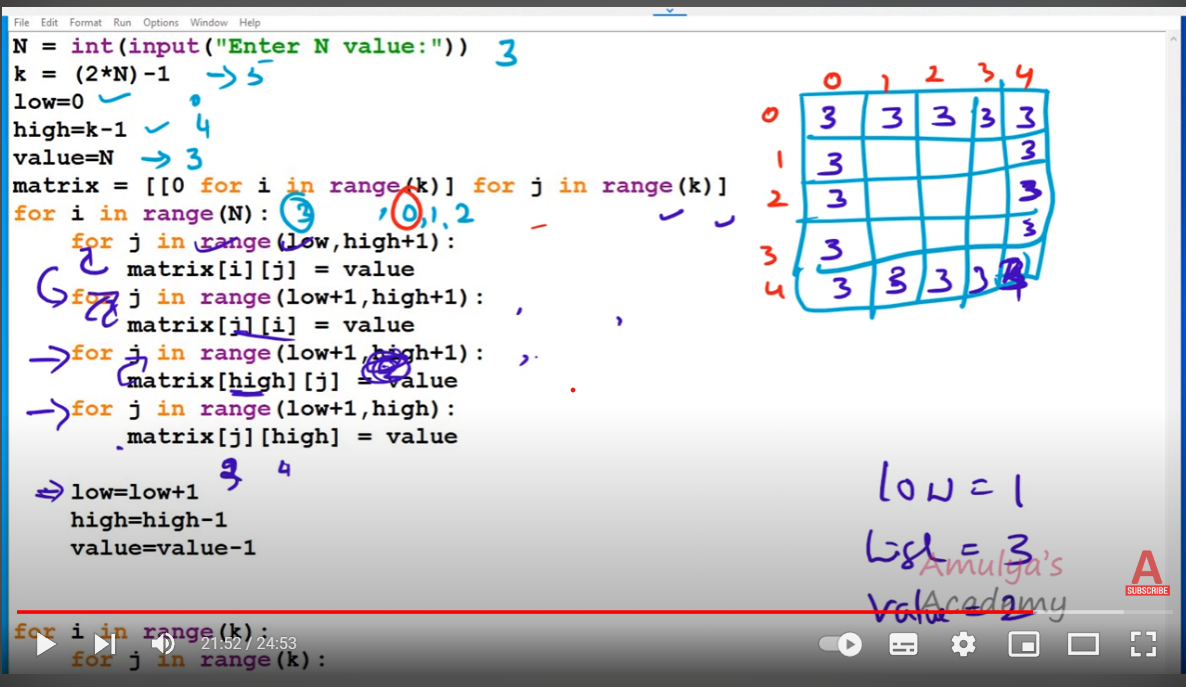 File Edit Format Run Options Window Help
N = int(input("Enter N value:")) 3
k = (2*N)-1 → 5
low=0 0
high=k-1 4
value=N → 3
matrix = [[0 for i in range(k)] for j in range(k)]
for i in range(N): 3 , 0,1,2
for j in range(low,high+1):
matrix[i][j] = value
for j in range(low+1,high+1):
matrix[j][i] = value
for j in range(low+1,high+1):
matrix[high][j] = value
for j in range(low+1,high):
matrix[j][high] = value
3 4
low=low+1
high=high-1
value=value-1
for i in range(k):
for j in range(k):
0 1 2 3 4
0 3 3 3 3 3
1 3 3
2 3 3
3 3 3
4 3 3 3 3
low = 1
high = 3
value = 2
Amulya's
Academy
A
SUBSCRIBE
21:52 / 24:53